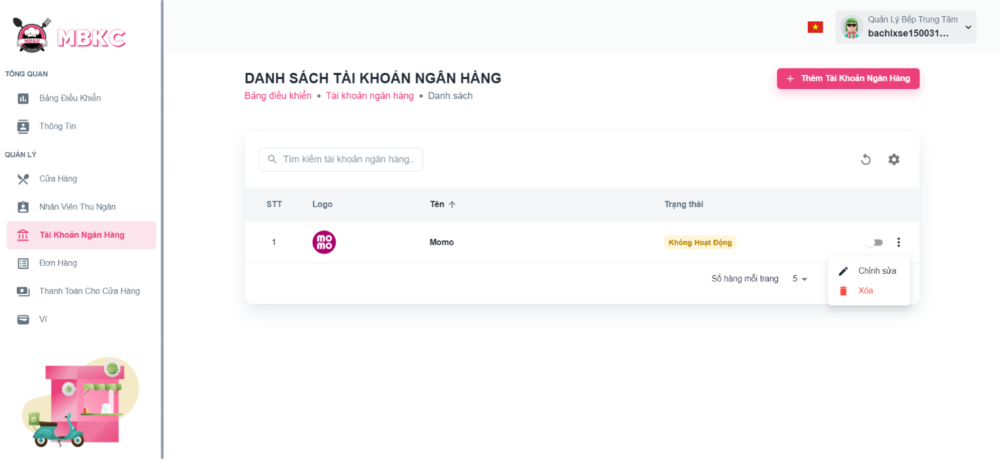 MBKC
MBKC
Quản Lý Bếp Trung Tâm
bachlxse150031...
TỔNG QUAN
Bảng Điều Khiển
Thông Tin
QUẢN LÝ
Cửa Hàng
Nhân Viên Thu Ngân
Tài Khoản Ngân Hàng
Đơn Hàng
Thanh Toán Cho Cửa Hàng
Ví
DANH SÁCH TÀI KHOẢN NGÂN HÀNG
Bảng điều khiển • Tài khoản ngân hàng • Danh sách
+ Thêm Tài Khoản Ngân Hàng
Tìm kiếm tài khoản ngân hàng..
STT Logo Tên Trạng thái
1 mo mo Momo Không Hoạt Động
Số hàng mỗi trang 5
Chỉnh sửa
Xóa